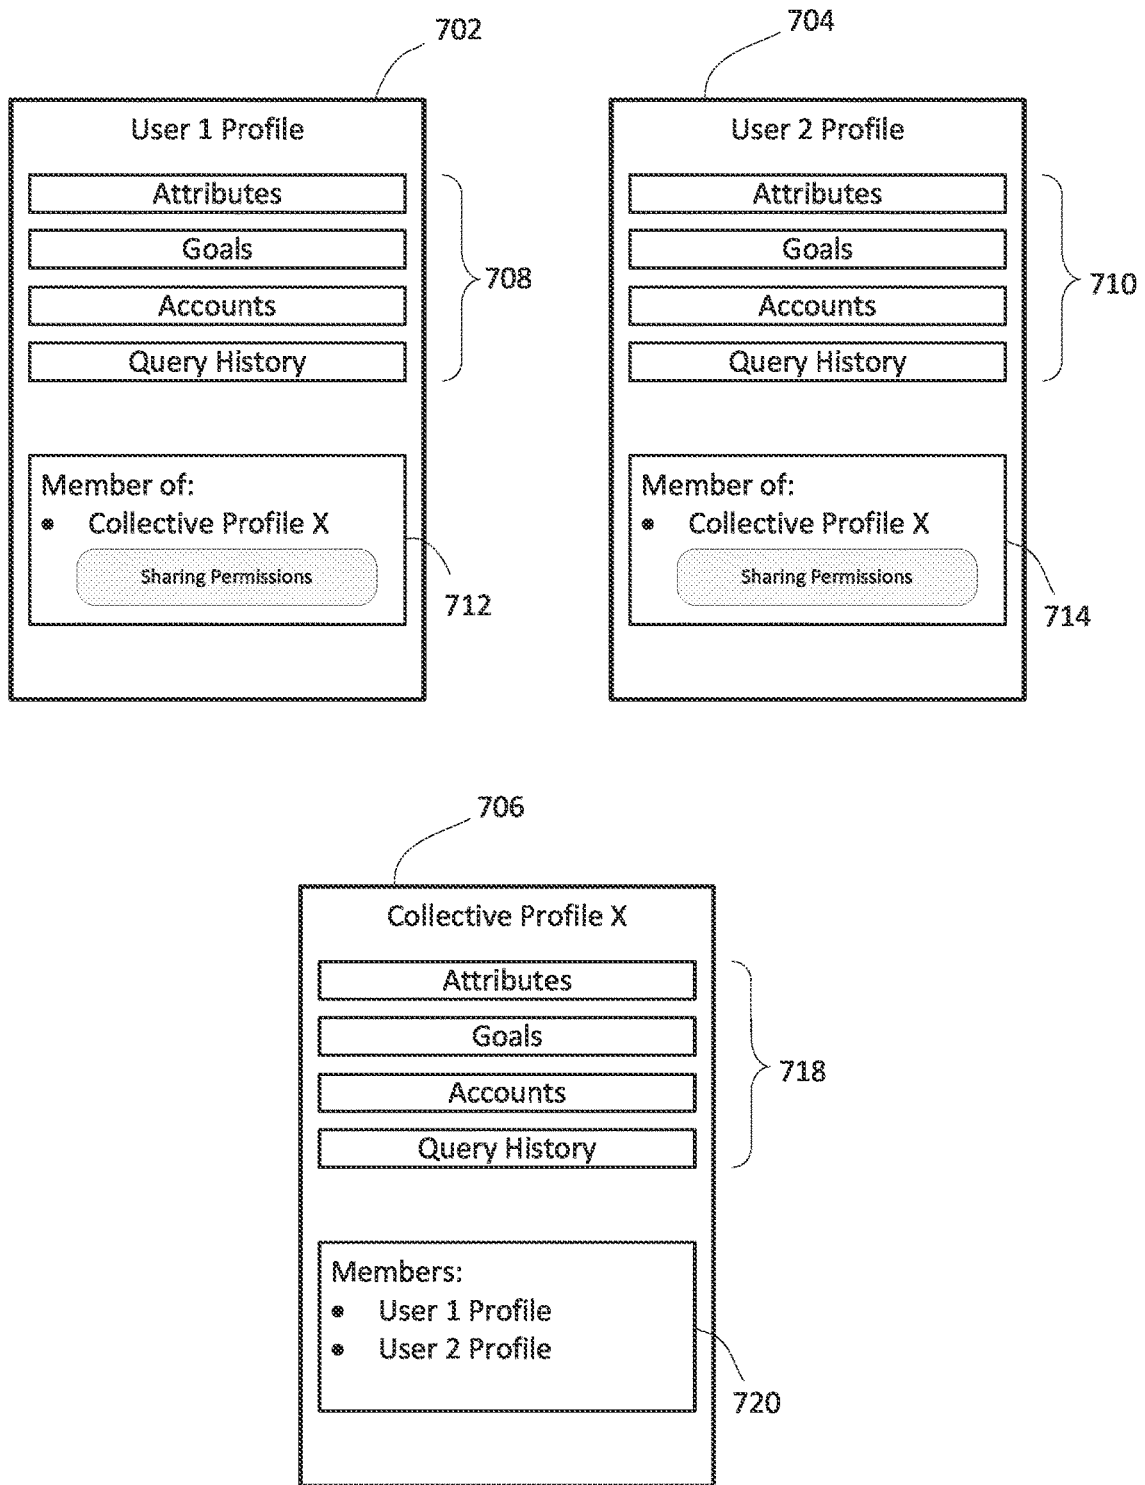 702
704
User 1 Profile
User 2 Profile
Attributes
Goals
Accounts
Query History
708
Attributes
Goals
Accounts
Query History
710
Member of:
• Collective Profile X
Sharing Permissions
712
Member of:
• Collective Profile X
Sharing Permissions
714
706
Collective Profile X
Attributes
Goals
Accounts
Query History
718
Members:
• User 1 Profile
• User 2 Profile
720